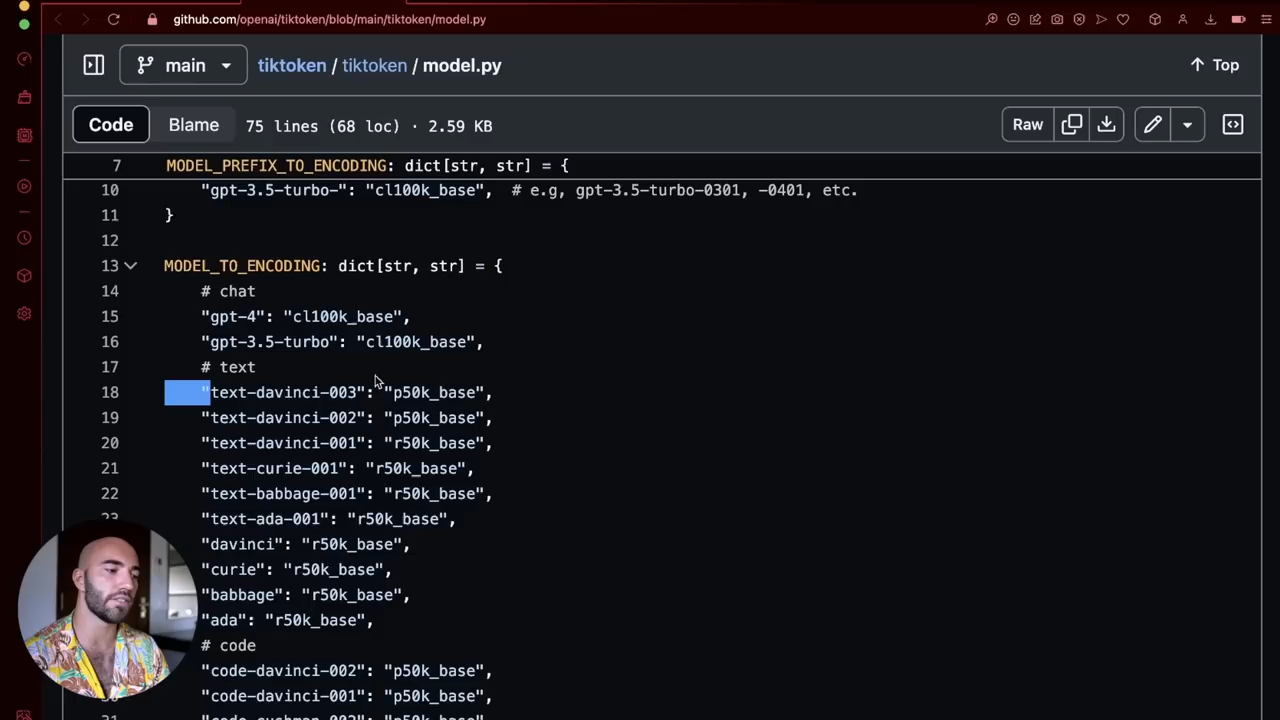 github.com/openai/tiktoken/blob/main/tiktoken/model.py
main
tiktoken / tiktoken / model.py
Top
Code
Blame
75 lines (68 loc) · 2.59 KB
Raw
7 MODEL_PREFIX_TO_ENCODING: dict[str, str] = {
10 "gpt-3.5-turbo-": "cl100k_base", # e.g, gpt-3.5-turbo-0301, -0401, etc.
11 }
12
13 MODEL_TO_ENCODING: dict[str, str] = {
14 # chat
15 "gpt-4": "cl100k_base",
16 "gpt-3.5-turbo": "cl100k_base",
17 # text
18 "text-davinci-003": "p50k_base",
19 "text-davinci-002": "p50k_base",
20 "text-davinci-001": "r50k_base",
21 "text-curie-001": "r50k_base",
22 "text-babbage-001": "r50k_base",
23 "text-ada-001": "r50k_base",
"davinci": "r50k_base",
"curie": "r50k_base",
"babbage": "r50k_base",
"ada": "r50k_base",
# code
"code-davinci-002": "p50k_base",
"code-davinci-001": "p50k_base",
"code-cushman-002": "p50k_base",